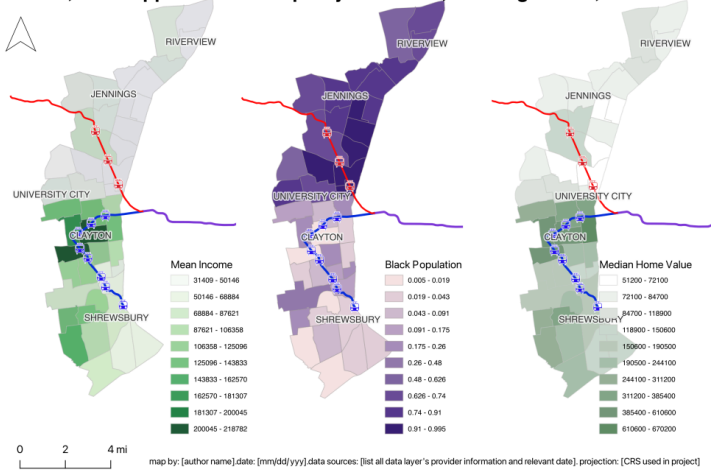 RIVERVIEW
JENNINGS
UNIVERSITY CITY
CLAYTON
SHREWSBURY
Mean Income
31409 - 50146
50146 - 68884
68884 - 87621
87621 - 106358
106358 - 125096
125096 - 143833
143833 - 162570
162570 - 181307
181307 - 200045
200045 - 218782
RIVERVIEW
JENNINGS
UNIVERSITY CITY
CLAYTON
SHREWSBURY
Black Population
0.005 - 0.019
0.019 - 0.043
0.043 - 0.091
0.091 - 0.175
0.175 - 0.26
0.26 - 0.48
0.48 - 0.626
0.626 - 0.74
0.74 - 0.91
0.91 - 0.995
RIVERVIEW
JENNINGS
UNIVERSITY CITY
CLAYTON
SHREWSBURY
Median Home Value
51200 - 72100
72100 - 84700
84700 - 118900
118900 - 150600
150600 - 190500
190500 - 244100
244100 - 311200
311200 - 385400
385400 - 610600
610600 - 670200
0 2 4 mi
map by: [author name].date: [mm/dd/yyy].data sources: [list all data layer's provider information and relevant date]. projection: [CRS used in project]